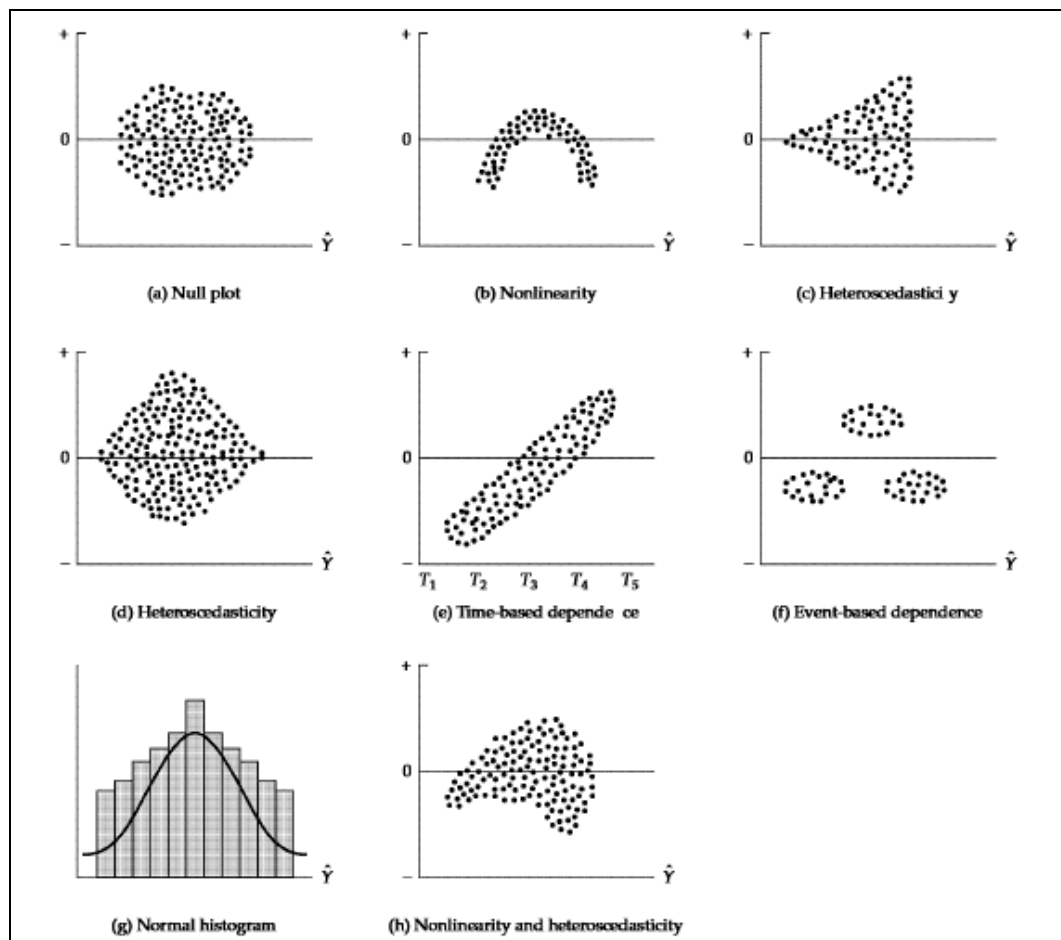 + + +
0 0 0
− Ŷ − Ŷ − Ŷ
(a) Null plot (b) Nonlinearity (c) Heteroscedastici y
+ + +
0 0 0
− Ŷ − − Ŷ
T1 T2 T3 T4 T5
(d) Heteroscedasticity (e) Time-based depende ce (f) Event-based dependence
+
0
Ŷ − Ŷ
(g) Normal histogram (h) Nonlinearity and heteroscedasticity